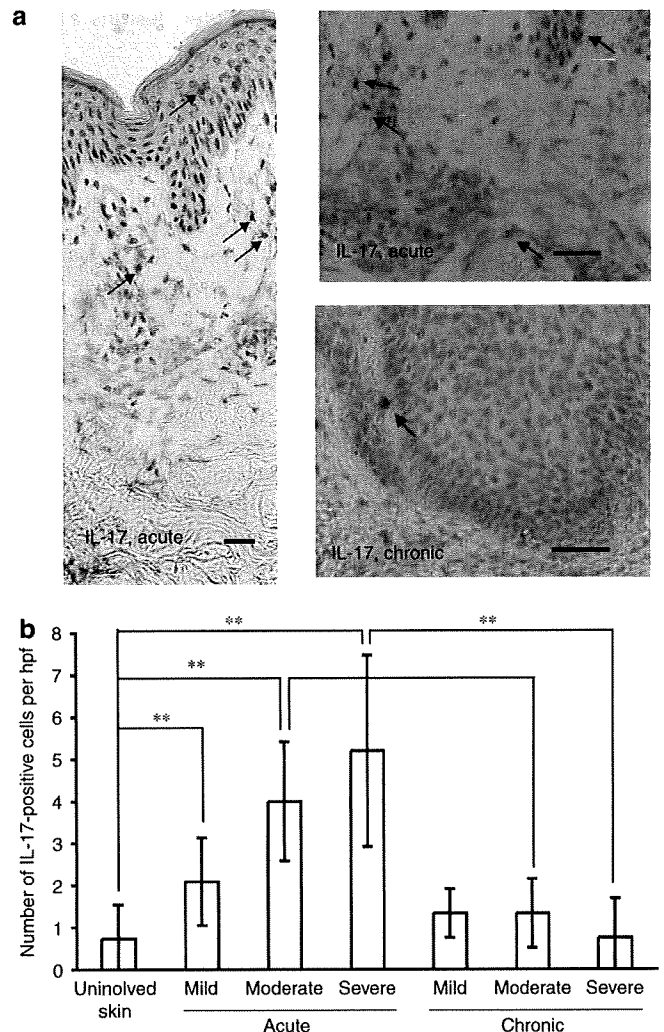 a
IL-17, acute
IL-17, acute
IL-17, chronic
b
Number of IL-17-positive cells per hpf
8
7
6
5
4
3
2
1
0
**
**
**
**
Uninolved skin
Mild
Moderate
Severe
Mild
Moderate
Severe
Acute
Chronic